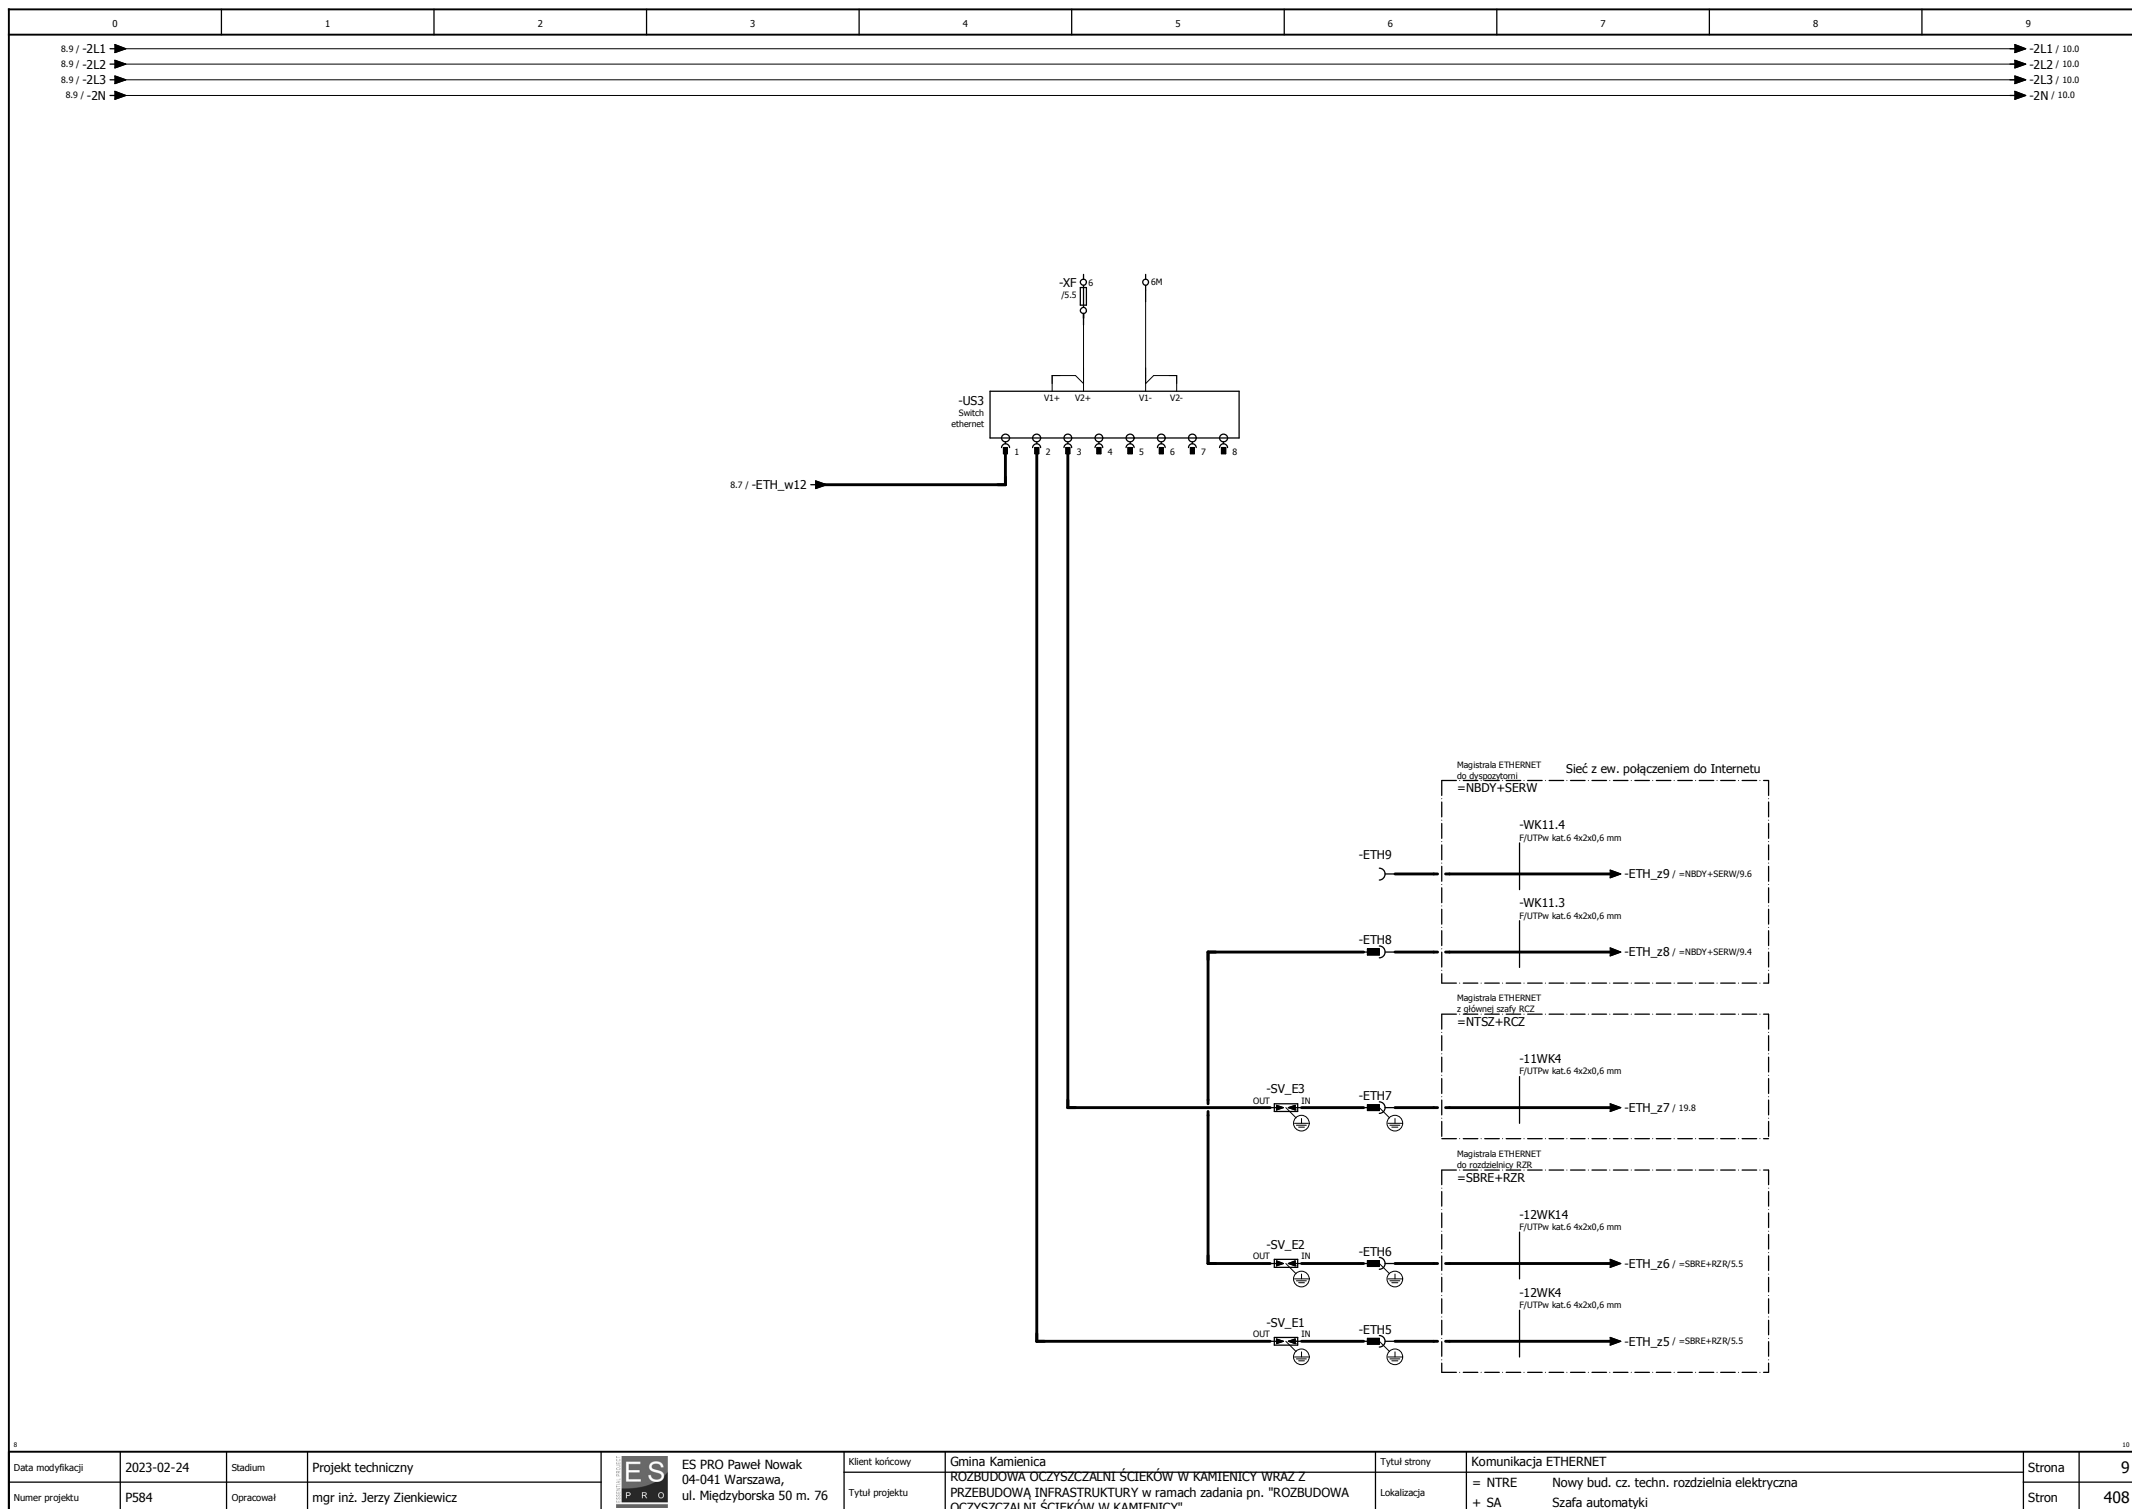 0 1 2 3 4 5 6 7 8 9
8.9 / -2L1 -2L1 / 10.0
8.9 / -2L2 -2L2 / 10.0
8.9 / -2L3 -2L3 / 10.0
8.9 / -2N -2N / 10.0
-XF 6 6M
/5.5
-US3 V1+ V2+ V1- V2-
Switch
ethernet
1 2 3 4 5 6 7 8
8.7 / -ETH_w12
Magistrala ETHERNET
do dyspozytorni
Sieć z ew. połączeniem do Internetu
=NBDY+SERW
-WK11.4
F/UTPw kat.6 4x2x0,6 mm
-ETH9
-ETH_z9 / =NBDY+SERW/9.6
-WK11.3
F/UTPw kat.6 4x2x0,6 mm
-ETH8
-ETH_z8 / =NBDY+SERW/9.4
Magistrala ETHERNET
z głównej szafy RCZ
=NTSZ+RCZ
-11WK4
F/UTPw kat.6 4x2x0,6 mm
-SV_E3
OUT IN
-ETH7
-ETH_z7 / 19.8
Magistrala ETHERNET
do rozdzielnicy RZR
=SBRE+RZR
-12WK14
F/UTPw kat.6 4x2x0,6 mm
-SV_E2
OUT IN
-ETH6
-ETH_z6 / =SBRE+RZR/5.5
-12WK4
F/UTPw kat.6 4x2x0,6 mm
-SV_E1
OUT IN
-ETH5
-ETH_z5 / =SBRE+RZR/5.5
8 10
Data modyfikacji 2023-02-24 Stadium Projekt techniczny
Numer projektu P584 Opracował mgr inż. Jerzy Zienkiewicz
ES
PRO
ES PRO Paweł Nowak
04-041 Warszawa,
ul. Międzyborska 50 m. 76
Klient końcowy Gmina Kamienica
Tytuł projektu
ROZBUDOWA OCZYSZCZALNI ŚCIEKÓW W KAMIENICY WRAZ Z
PRZEBUDOWĄ INFRASTRUKTURY w ramach zadania pn. "ROZBUDOWA
OCZYSZCZALNI ŚCIEKÓW W KAMIENICY"
Tytuł strony Komunikacja ETHERNET
Lokalizacja
= NTRE Nowy bud. cz. techn. rozdzielnia elektryczna
+ SA Szafa automatyki
Strona 9
Stron 408